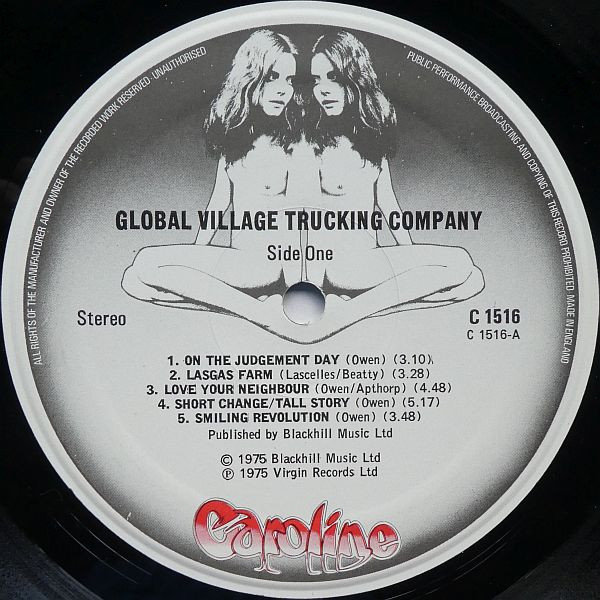 ALL RIGHTS OF THE MANUFACTURER AND OWNER OF THE RECORDED WORK RESERVED UNAUTHORISED
PUBLIC PERFORMANCE BROADCASTING AND COPYING OF THIS RECORD PROHIBITED MADE IN ENGLAND
GLOBAL VILLAGE TRUCKING COMPANY
Side One
Stereo
C 1516
C 1516-A
1. ON THE JUDGEMENT DAY (Owen) (3.10)
2. LASGAS FARM (Lascelles/Beatty) (3.28)
3. LOVE YOUR NEIGHBOUR (Owen/Apthorp) (4.48)
4. SHORT CHANGE/TALL STORY (Owen) (5.17)
5. SMILING REVOLUTION (Owen) (3.48)
Published by Blackhill Music Ltd
© 1975 Blackhill Music Ltd
℗ 1975 Virgin Records Ltd
Caroline